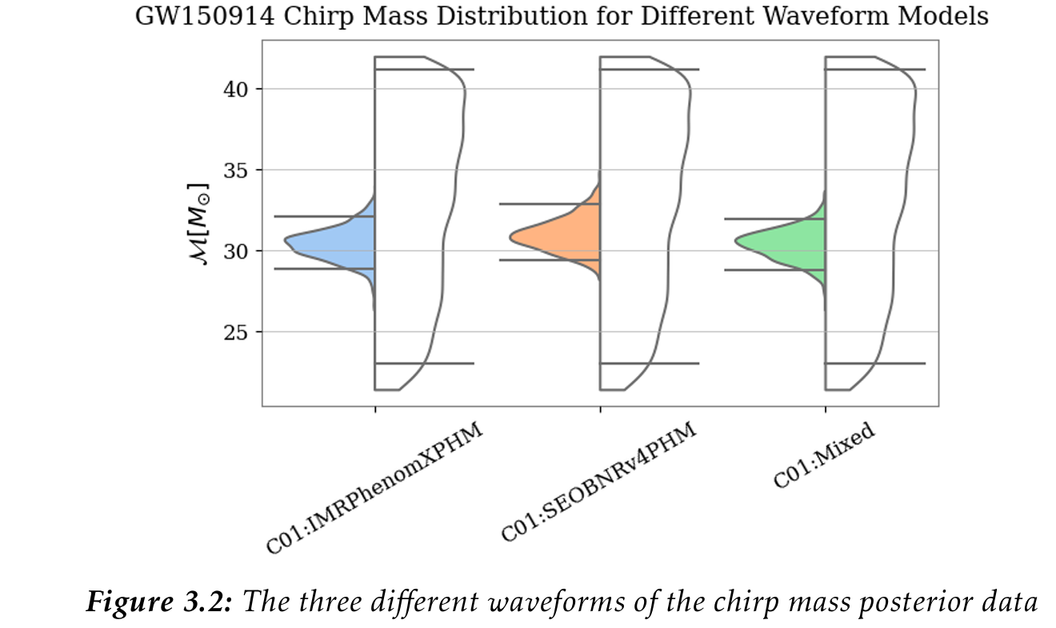 GW150914 Chirp Mass Distribution for Different Waveform Models
ℳ[M⊙]
40
35
30
25
C01:IMRPhenomXPHM
C01:SEOBNRv4PHM
C01:Mixed
Figure 3.2: The three different waveforms of the chirp mass posterior data